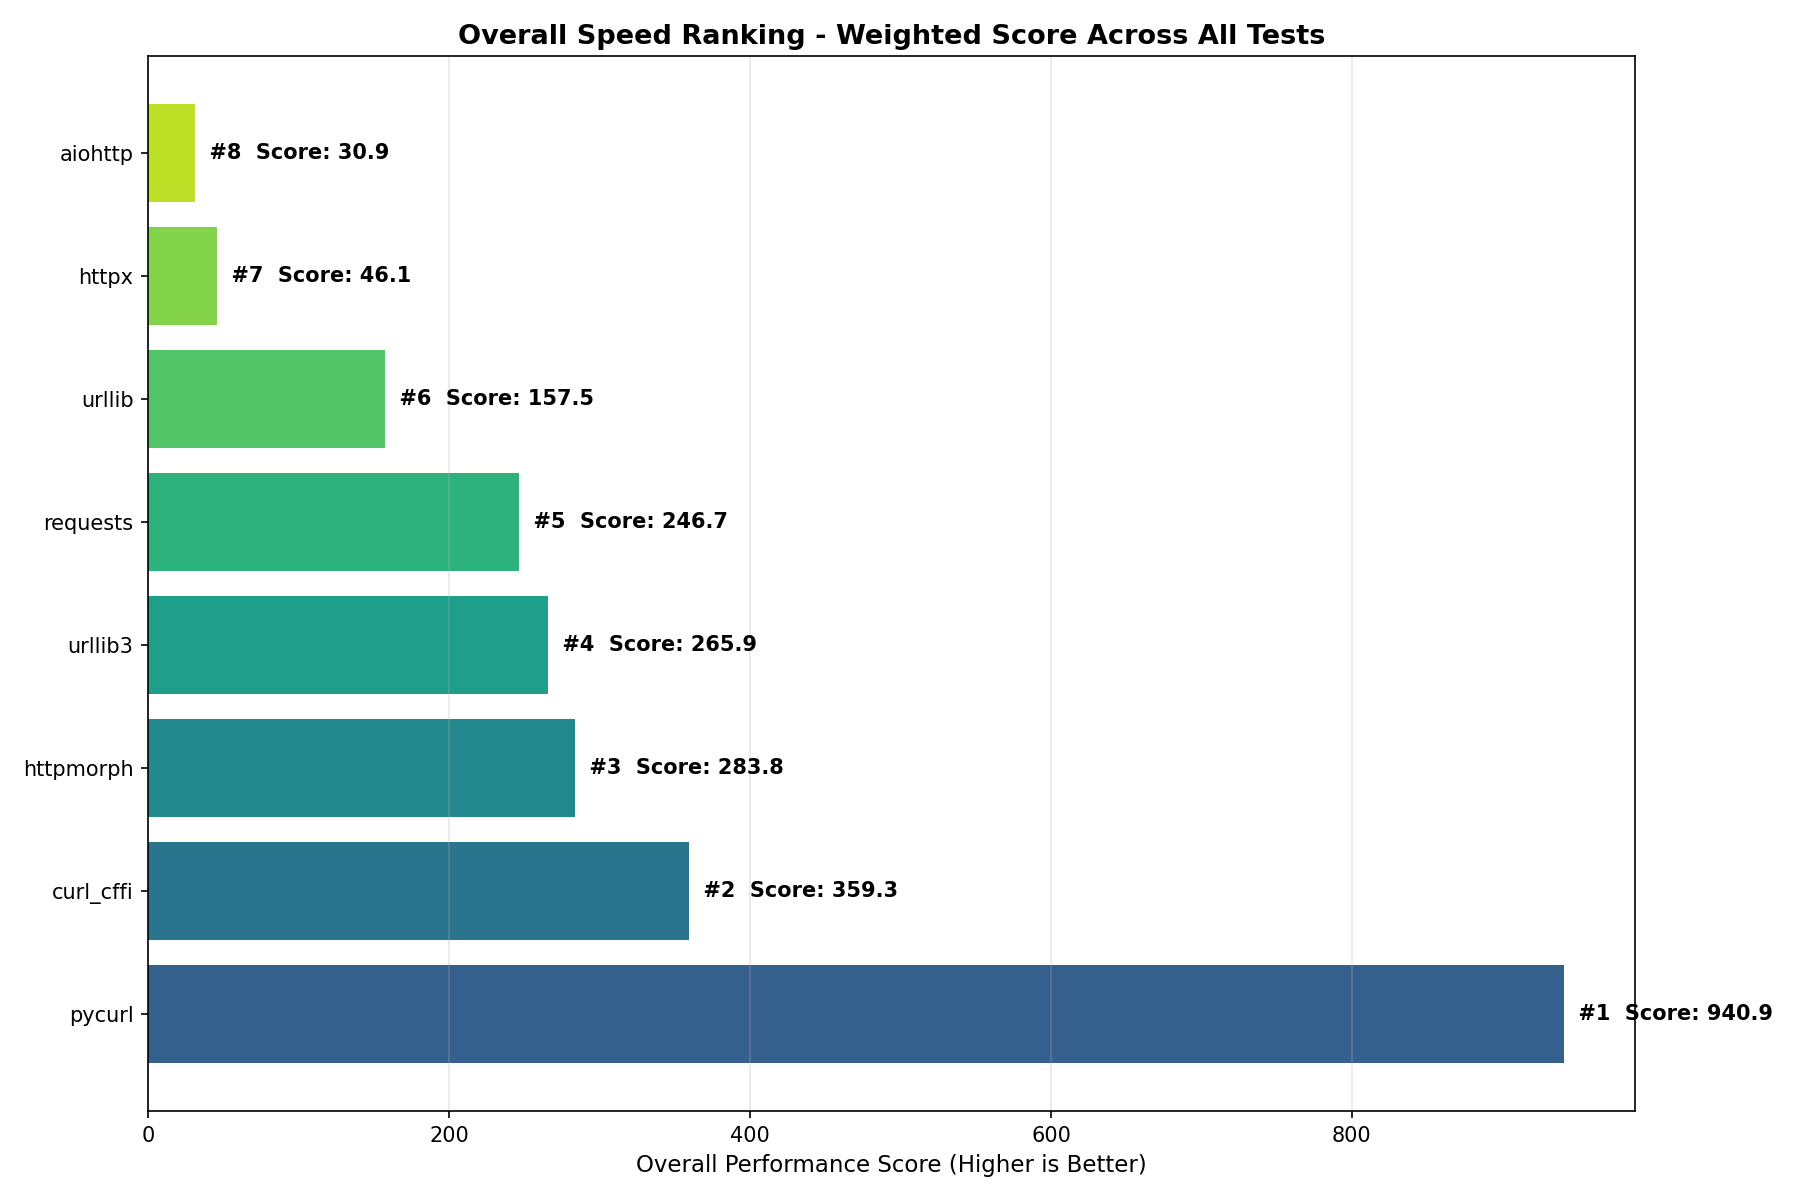 Overall Speed Ranking - Weighted Score Across All Tests
aiohttp #8 Score: 30.9
httpx #7 Score: 46.1
urllib #6 Score: 157.5
requests #5 Score: 246.7
urllib3 #4 Score: 265.9
httpmorph #3 Score: 283.8
curl_cffi #2 Score: 359.3
pycurl #1 Score: 940.9
0 200 400 600 800
Overall Performance Score (Higher is Better)